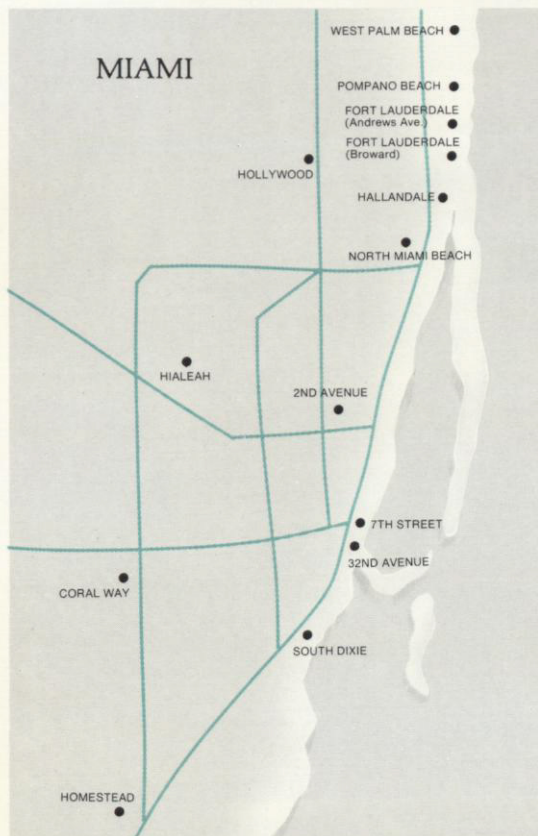 MIAMI
WEST PALM BEACH
POMPANO BEACH
FORT LAUDERDALE
(Andrews Ave.)
FORT LAUDERDALE
(Broward)
HOLLYWOOD
HALLANDALE
NORTH MIAMI BEACH
HIALEAH
2ND AVENUE
7TH STREET
32ND AVENUE
CORAL WAY
SOUTH DIXIE
HOMESTEAD